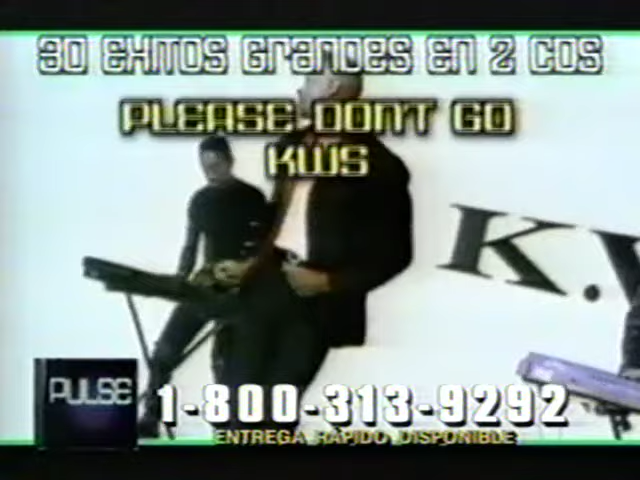 30 EXITOS GRANDES EN 2 CDS
PLEASE DONT GO
KWS
K.
PULSE
1-800-313-9292
ENTREGA RAPIDO DISPONIBLE